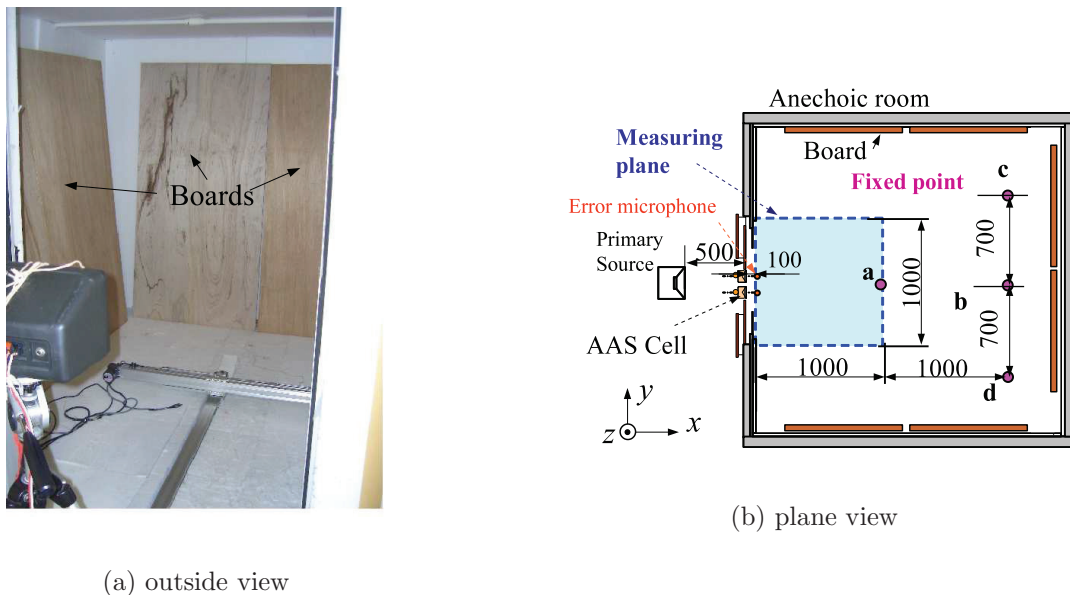 Boards
(a) outside view
Anechoic room
Measuring
plane
Board
Fixed point
c
Error microphone
Primary
Source
500
100
a
1000
b
700
700
AAS Cell
1000
1000
d
y
z
x
(b) plane view